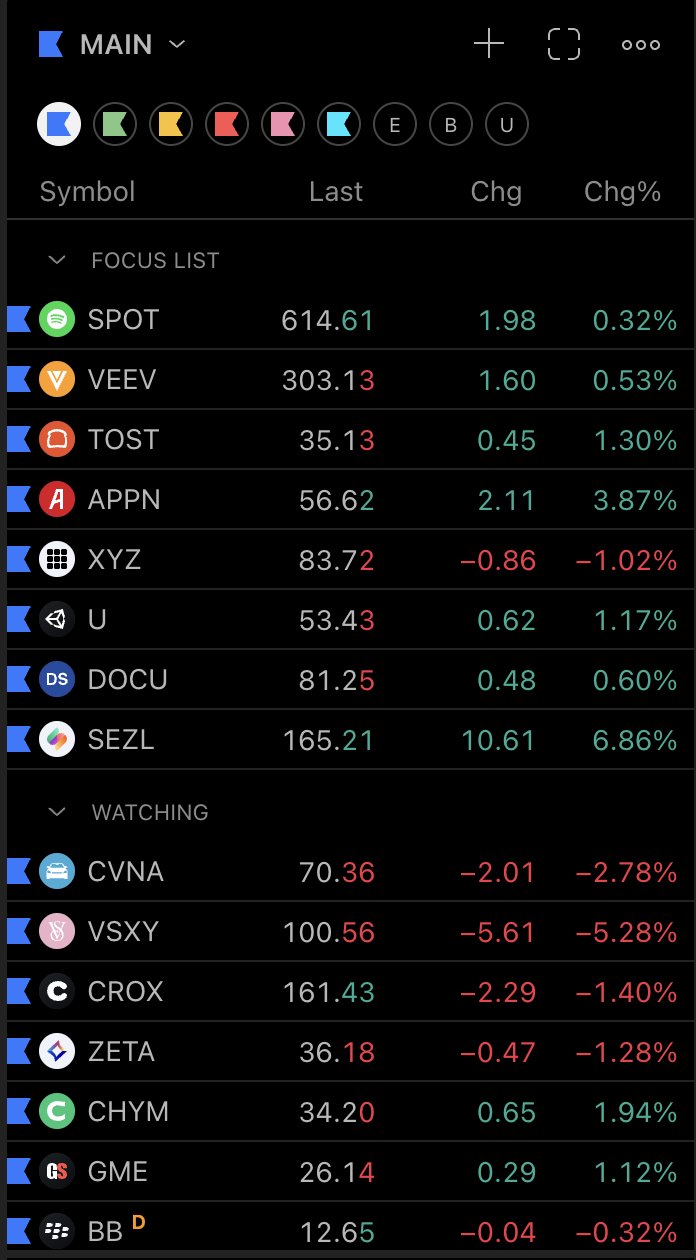 MAIN
E B U
Symbol Last Chg Chg%
FOCUS LIST
SPOT 614.61 1.98 0.32%
VEEV 303.13 1.60 0.53%
TOST 35.13 0.45 1.30%
APPN 56.62 2.11 3.87%
XYZ 83.72 −0.86 −1.02%
U 53.43 0.62 1.17%
DS DOCU 81.25 0.48 0.60%
SEZL 165.21 10.61 6.86%
WATCHING
CVNA 70.36 −2.01 −2.78%
VSXY 100.56 −5.61 −5.28%
C CROX 161.43 −2.29 −1.40%
ZETA 36.18 −0.47 −1.28%
C CHYM 34.20 0.65 1.94%
GS GME 26.14 0.29 1.12%
BB D 12.65 −0.04 −0.32%